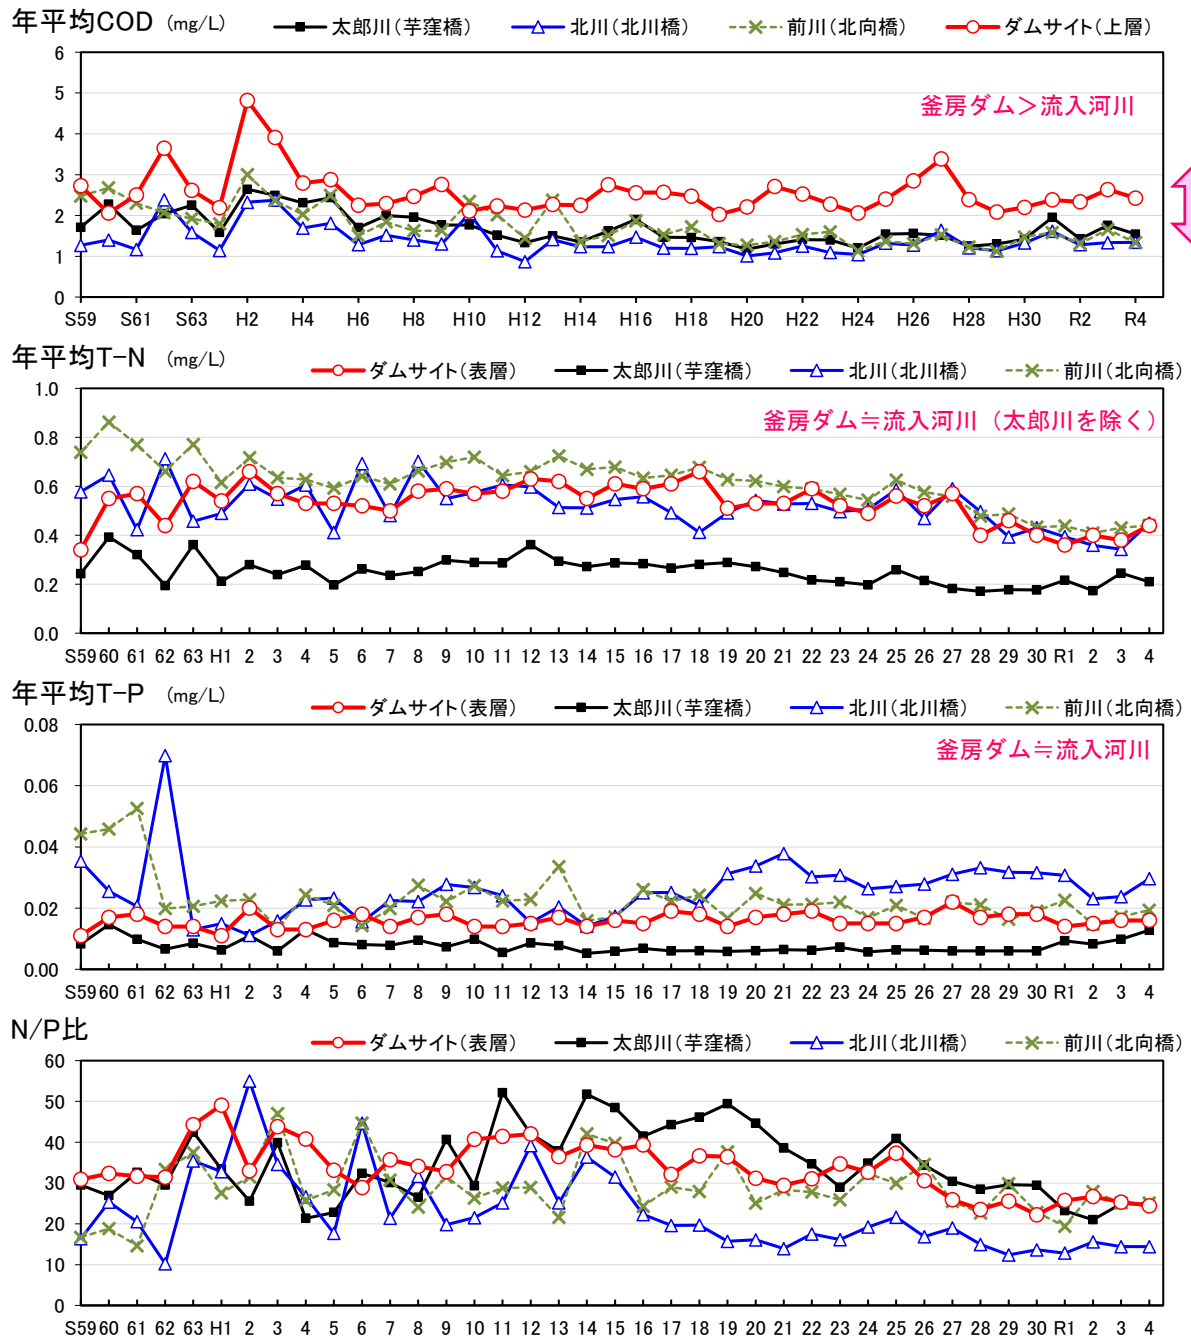 年平均COD (mg/L) 太郎川(芋窪橋) 北川(北川橋) 前川(北向橋) ダムサイト(上層)
6
5
4
3
2
1
0
釜房ダム＞流入河川
S59 S61 S63 H2 H4 H6 H8 H10 H12 H14 H16 H18 H20 H22 H24 H26 H28 H30 R2 R4
年平均T-N (mg/L) ダムサイト(表層) 太郎川(芋窪橋) 北川(北川橋) 前川(北向橋)
1.0
0.8
0.6
0.4
0.2
0.0
釜房ダム≒流入河川（太郎川を除く）
S59 60 61 62 63 H1 2 3 4 5 6 7 8 9 10 11 12 13 14 15 16 17 18 19 20 21 22 23 24 25 26 27 28 29 30 R1 2 3 4
年平均T-P (mg/L) ダムサイト(表層) 太郎川(芋窪橋) 北川(北川橋) 前川(北向橋)
0.08
0.06
0.04
0.02
0.00
釜房ダム≒流入河川
S59 60 61 62 63 H1 2 3 4 5 6 7 8 9 10 11 12 13 14 15 16 17 18 19 20 21 22 23 24 25 26 27 28 29 30 R1 2 3 4
N/P比 ダムサイト(表層) 太郎川(芋窪橋) 北川(北川橋) 前川(北向橋)
60
50
40
30
20
10
0
S59 60 61 62 63 H1 2 3 4 5 6 7 8 9 10 11 12 13 14 15 16 17 18 19 20 21 22 23 24 25 26 27 28 29 30 R1 2 3 4